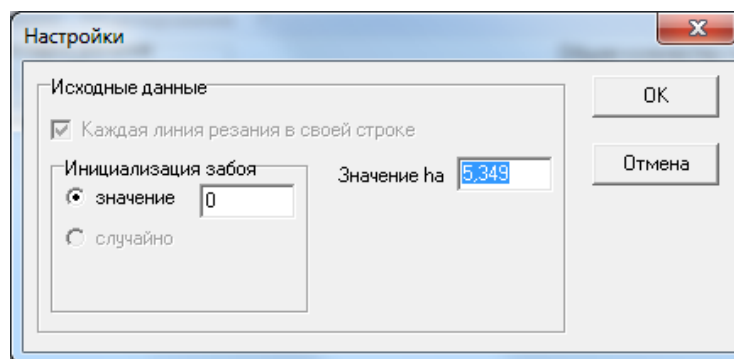 Настройки
Исходные данные
Каждая линия резания в своей строке
Инициализация забоя
значение 0
случайно
Значение ha 5,349
OK
Отмена